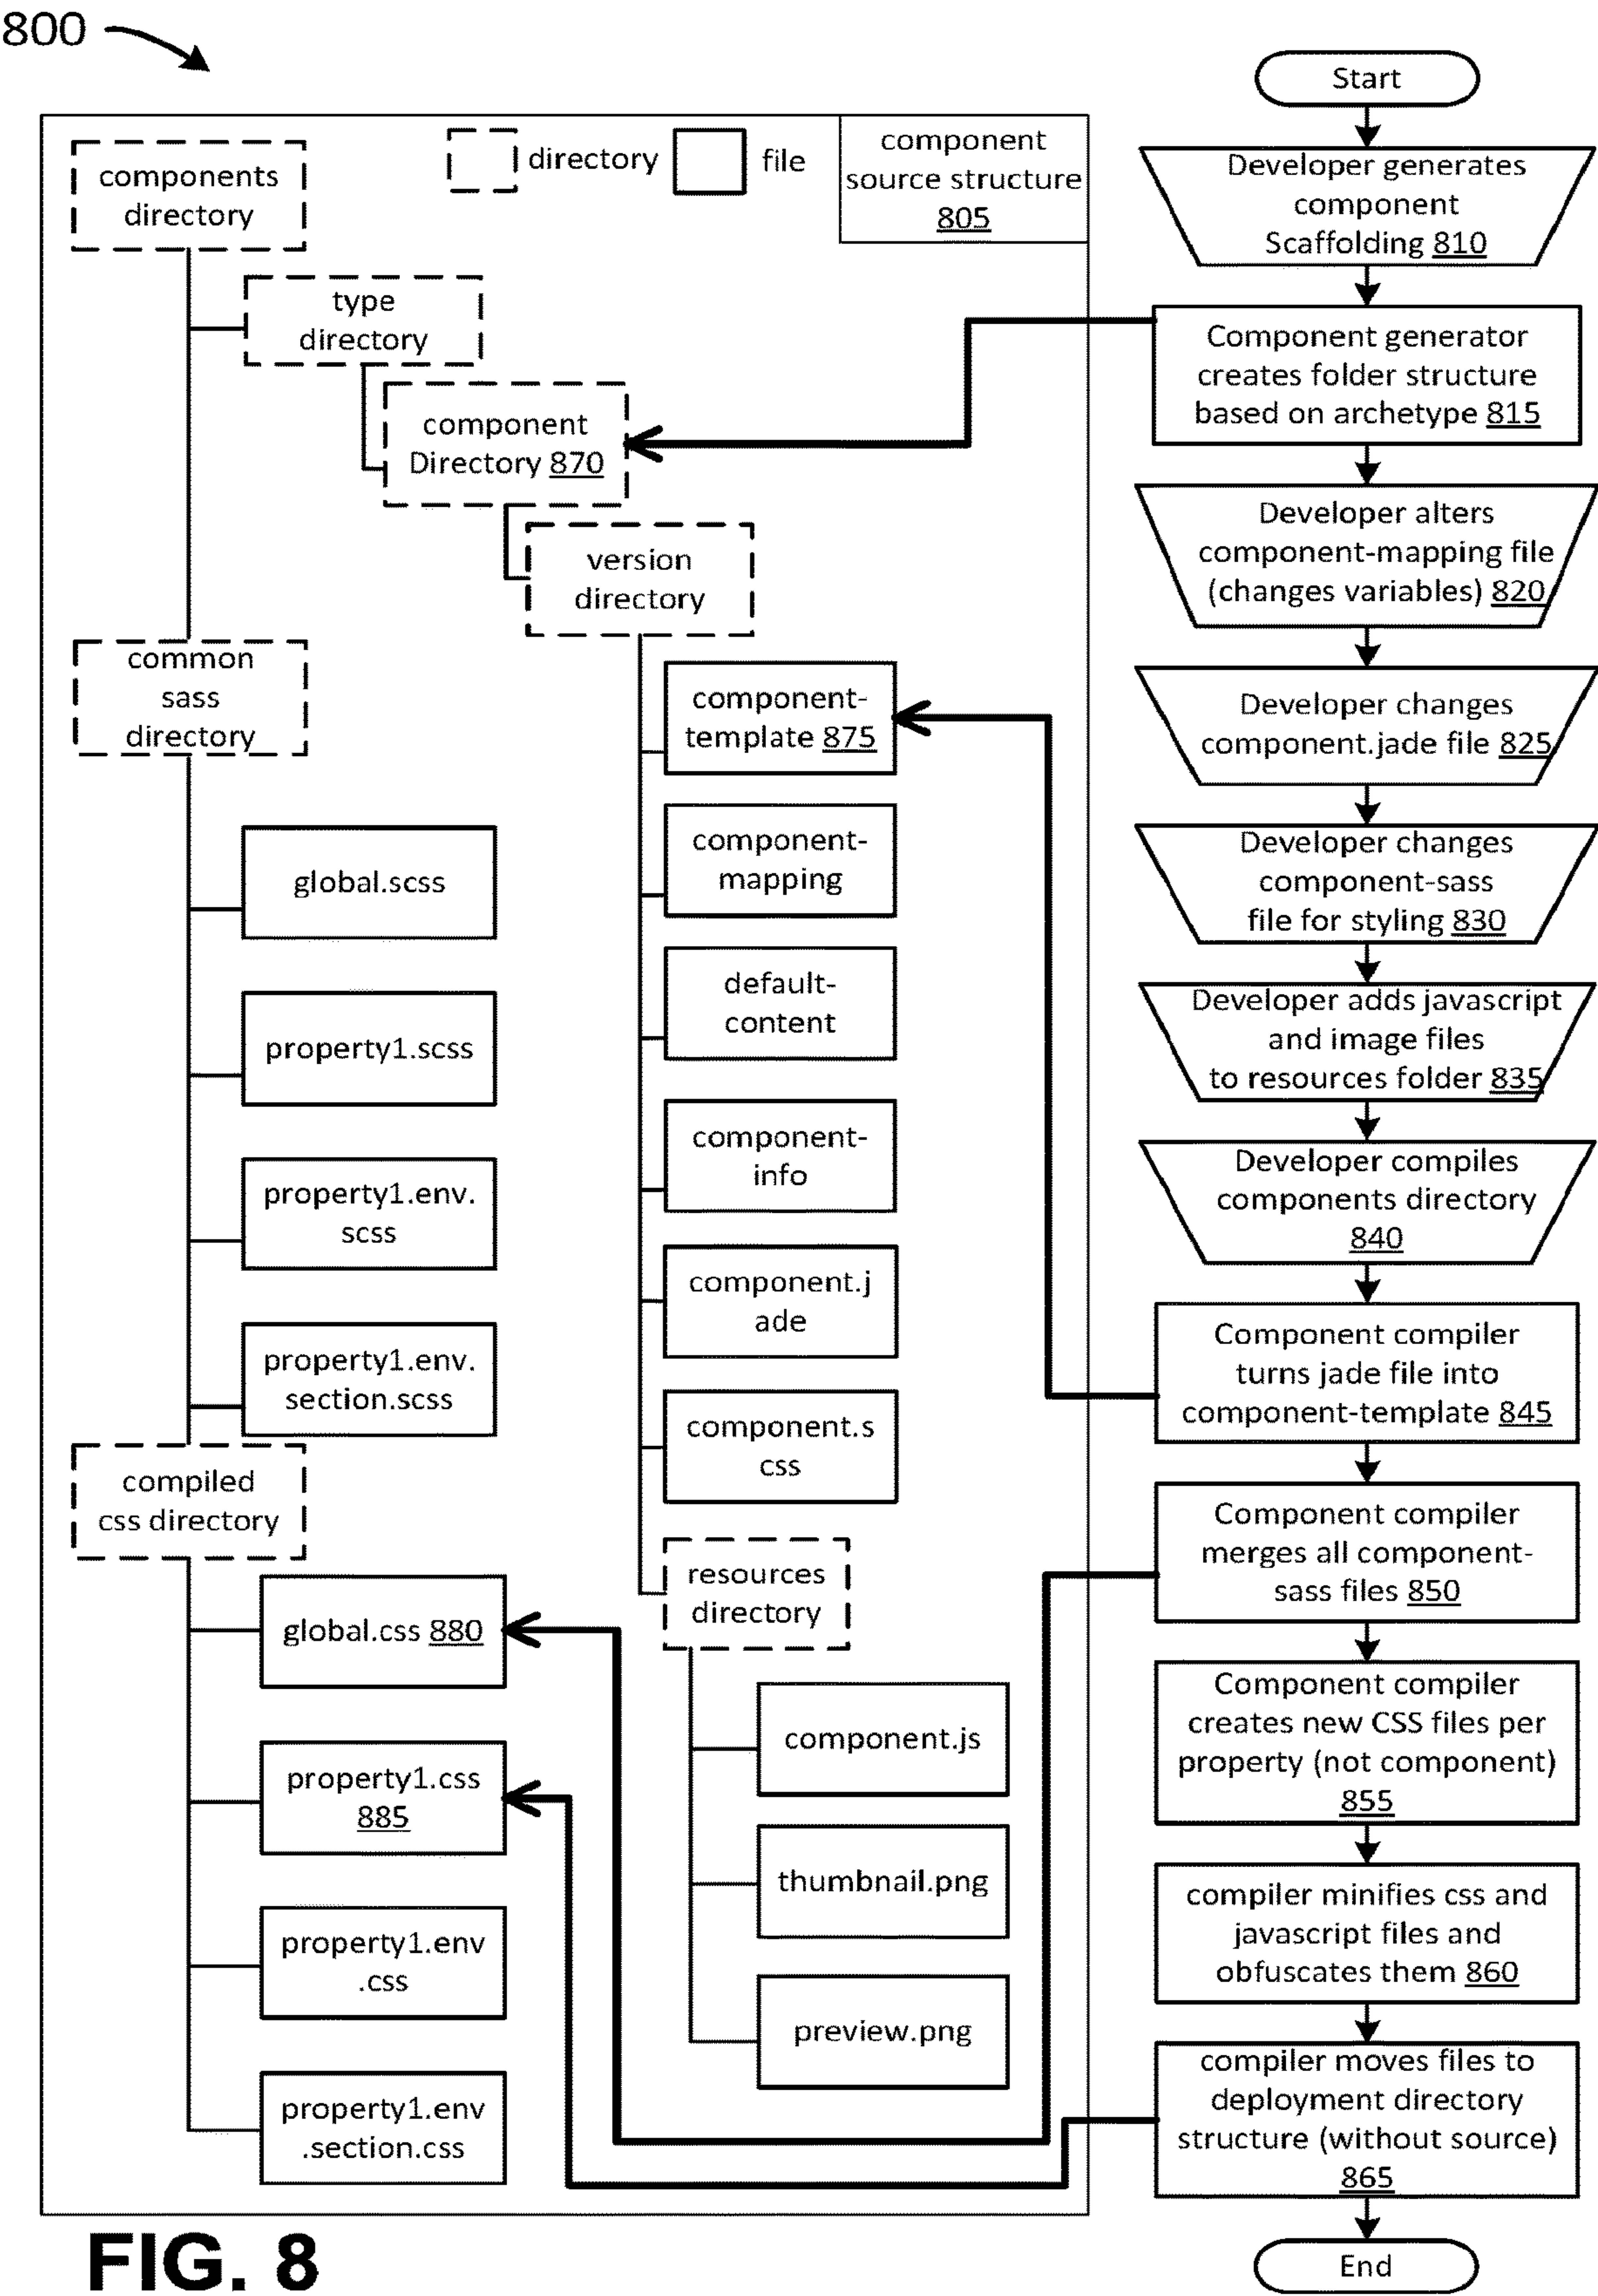 800
components
directory
directory
file
component
source structure
805
type
directory
component
Directory 870
version
directory
common
sass
directory
component-
template 875
component-
mapping
default-
content
component-
info
component.j
ade
component.s
css
resources
directory
component.js
thumbnail.png
preview.png
global.scss
property1.scss
property1.env.
scss
property1.env.
section.scss
compiled
css directory
global.css 880
property1.css
885
property1.env
.css
property1.env
.section.css
Start
Developer generates
component
Scaffolding 810
Component generator
creates folder structure
based on archetype 815
Developer alters
component-mapping file
(changes variables) 820
Developer changes
component.jade file 825
Developer changes
component-sass
file for styling 830
Developer adds javascript
and image files
to resources folder 835
Developer compiles
components directory
840
Component compiler
turns jade file into
component-template 845
Component compiler
merges all component-
sass files 850
Component compiler
creates new CSS files per
property (not component)
855
compiler minifies css and
javascript files and
obfuscates them 860
compiler moves files to
deployment directory
structure (without source)
865
End
FIG. 8